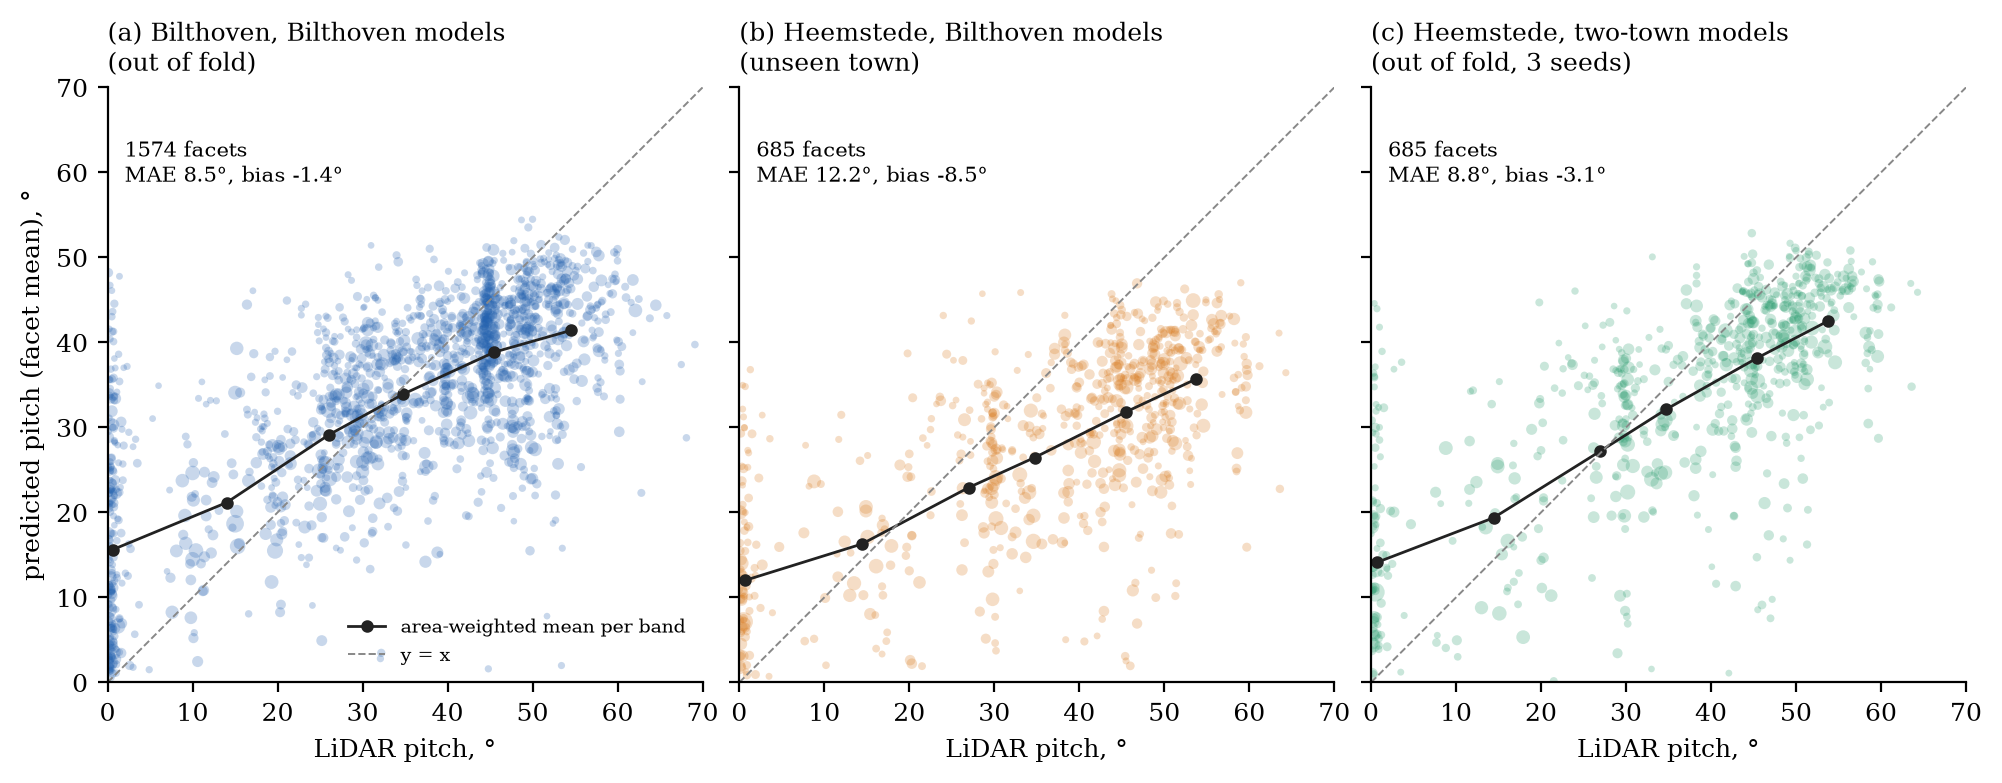 (a) Bilthoven, Bilthoven models
(out of fold)
(b) Heemstede, Bilthoven models
(unseen town)
(c) Heemstede, two-town models
(out of fold, 3 seeds)
predicted pitch (facet mean), °
70
60
50
40
30
20
10
0
1574 facets
MAE 8.5°, bias -1.4°
area-weighted mean per band
y = x
0 10 20 30 40 50 60 70
LiDAR pitch, °
685 facets
MAE 12.2°, bias -8.5°
0 10 20 30 40 50 60 70
LiDAR pitch, °
685 facets
MAE 8.8°, bias -3.1°
0 10 20 30 40 50 60 70
LiDAR pitch, °